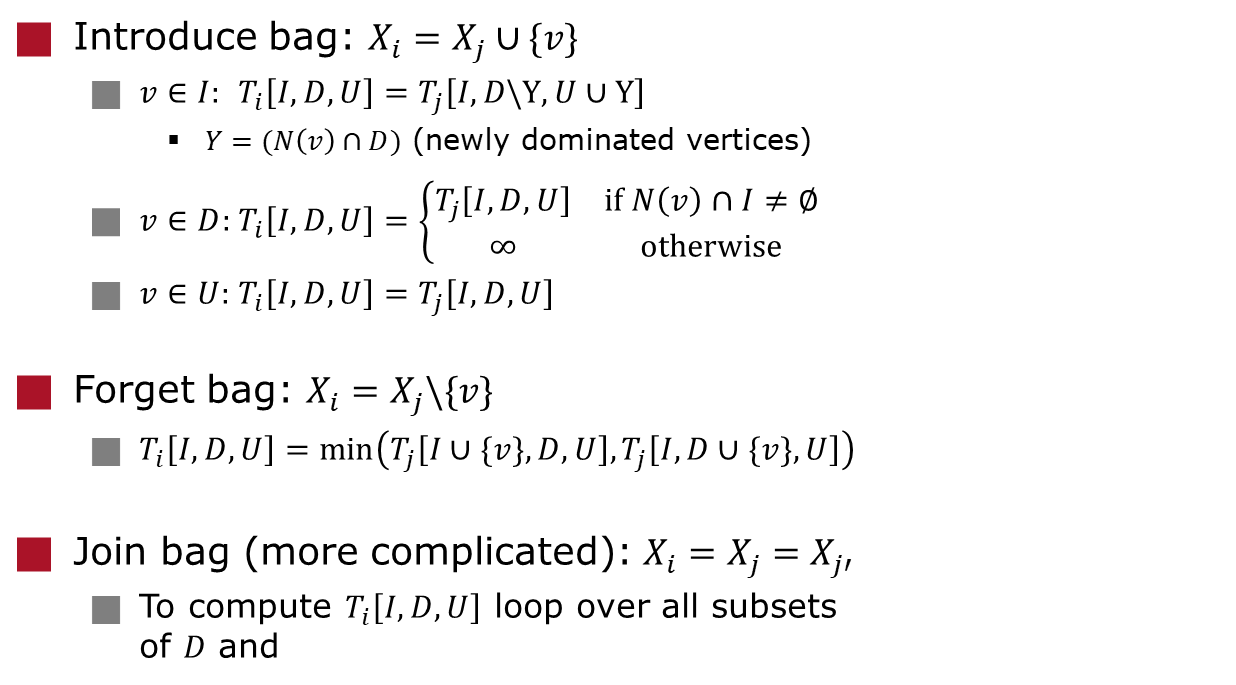 Introduce bag: X_i = X_j ∪ {v}
v ∈ I: T_i[I, D, U] = T_j[I, D\Y, U ∪ Y]
Y = (N(v) ∩ D) (newly dominated vertices)
v ∈ D: T_i[I, D, U] = { T_j[I, D, U] if N(v) ∩ I ≠ ∅
∞ otherwise
v ∈ U: T_i[I, D, U] = T_j[I, D, U]
Forget bag: X_i = X_j\{v}
T_i[I, D, U] = min(T_j[I ∪ {v}, D, U], T_j[I, D ∪ {v}, U])
Join bag (more complicated): X_i = X_j = X_j′
To compute T_i[I, D, U] loop over all subsets
of D and